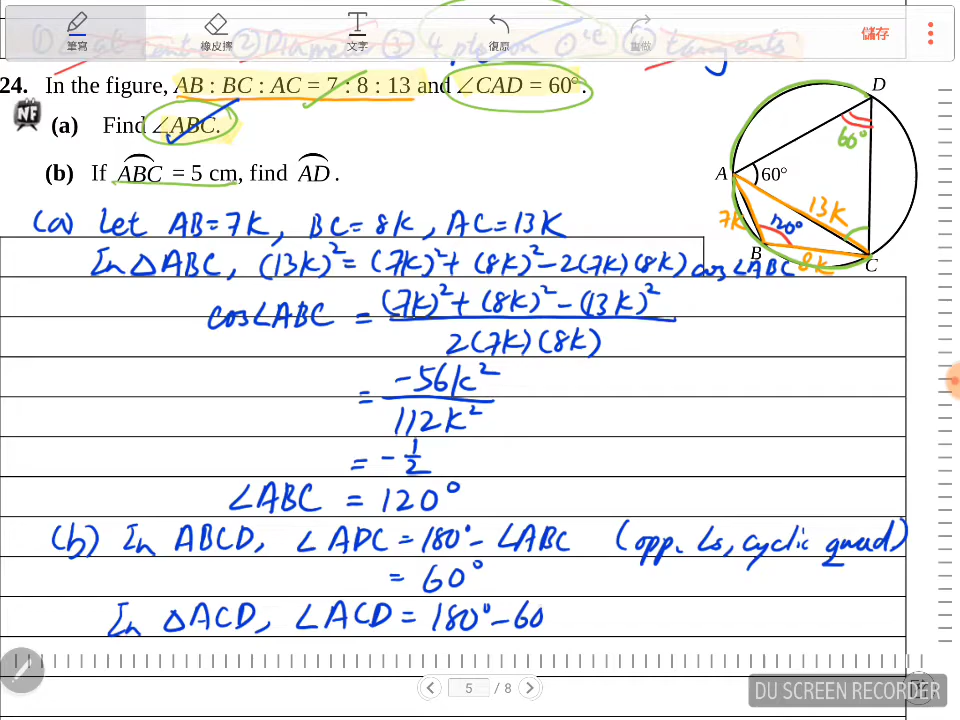 筆寫 橡皮擦 文字 復原 重做 儲存
24. In the figure, AB : BC : AC = 7 : 8 : 13 and ∠CAD = 60°.
NF
(a) Find ∠ABC.
(b) If ABC = 5 cm, find AD.
D
60°
A
60°
13K
7K
120°
B
8K
C
(a) Let AB = 7K, BC = 8K, AC = 13K
In △ABC, (13K)² = (7K)² + (8K)² - 2(7K)(8K) cos∠ABC
cos∠ABC = (7K)² + (8K)² - (13K)²
2(7K)(8K)
= -56K²
112K²
= -1/2
∠ABC = 120°
(b) In ABCD, ∠ADC = 180° - ∠ABC (opp. ∠s, cyclic quad)
= 60°
In △ACD, ∠ACD = 180° - 60
5 / 8
DU SCREEN RECORDER